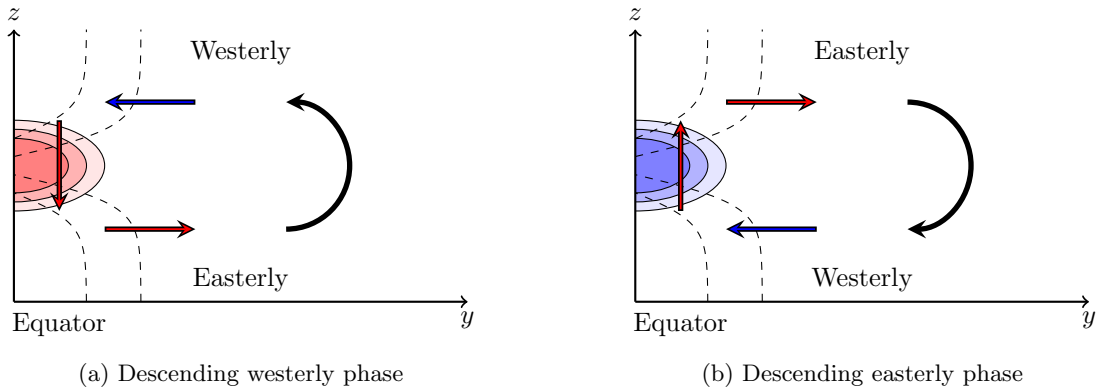 z
Westerly
Easterly
Equator
y
(a) Descending westerly phase
z
Easterly
Westerly
Equator
y
(b) Descending easterly phase